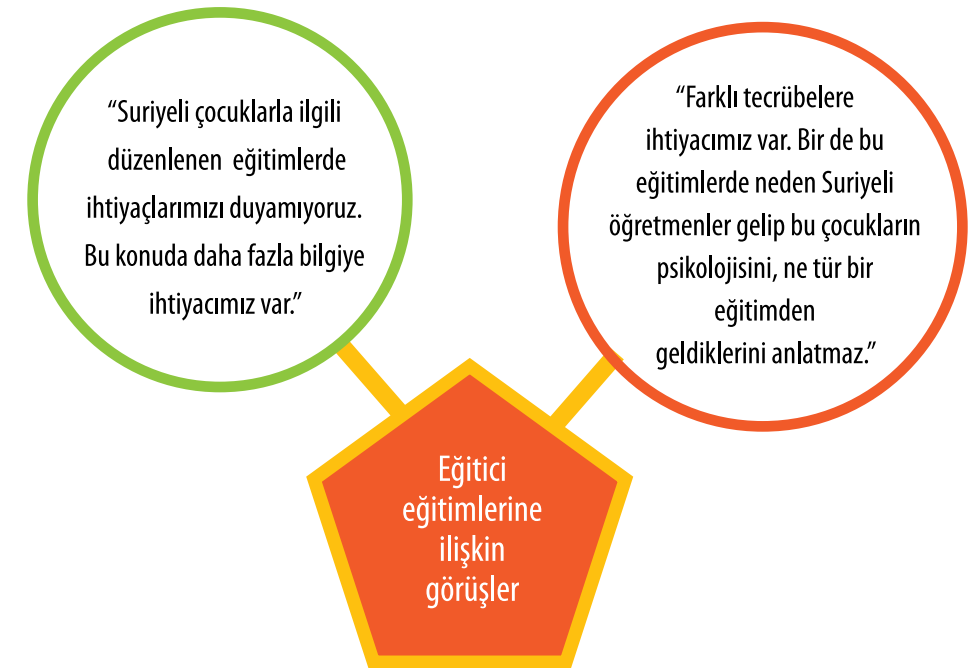 “Suriyeli çocuklarla ilgili
düzenlenen eğitimlerde
ihtiyaçlarımızı duyamıyoruz.
Bu konuda daha fazla bilgiye
ihtiyacımız var.”
“Farklı tecrübelere
ihtiyacımız var. Bir de bu
eğitimlerde neden Suriyeli
öğretmenler gelip bu çocukların
psikolojisini, ne tür bir
eğitimden
geldiklerini anlatmaz.”
Eğitici
eğitimlerine
ilişkin
görüşler